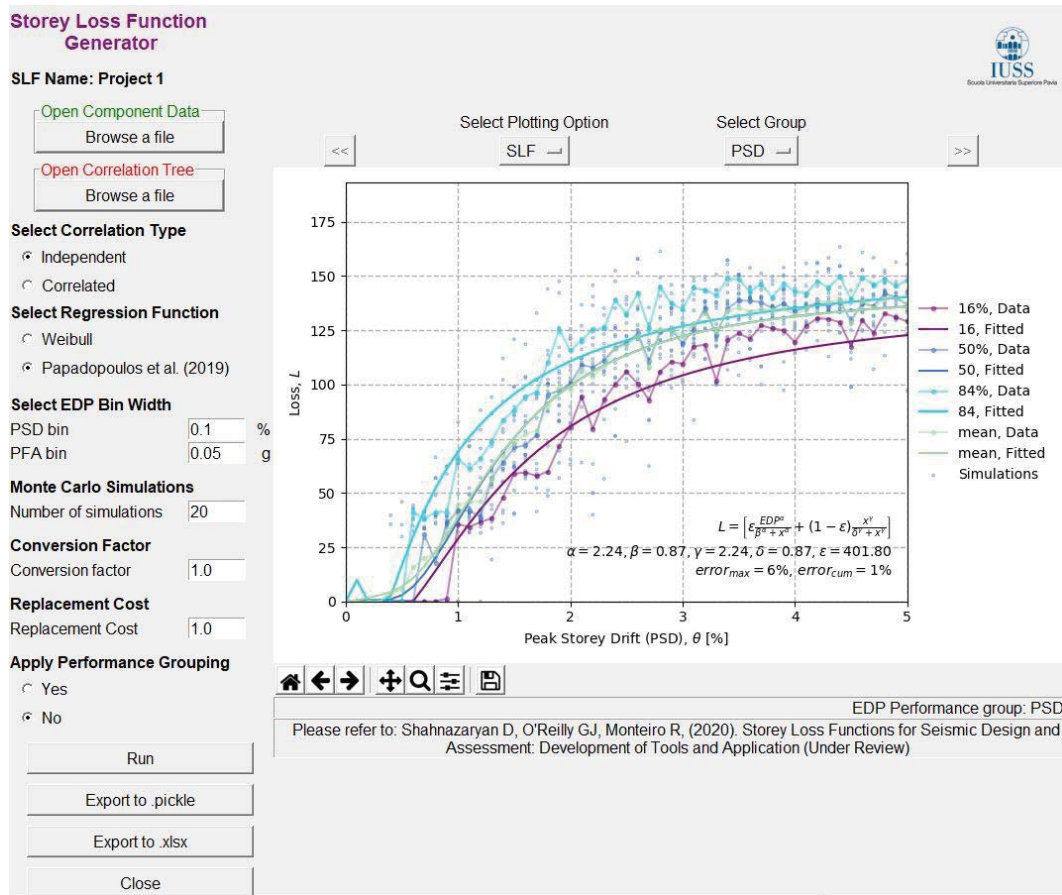 Storey Loss Function
Generator
SLF Name: Project 1
IUSS
Scuola Universitaria Superiore Pavia
Open Component Data
Browse a file
Open Correlation Tree
Browse a file
Select Correlation Type
Independent
Correlated
Select Regression Function
Weibull
Papadopoulos et al. (2019)
Select EDP Bin Width
PSD bin 0.1 %
PFA bin 0.05 g
Monte Carlo Simulations
Number of simulations 20
Conversion Factor
Conversion factor 1.0
Replacement Cost
Replacement Cost 1.0
Apply Performance Grouping
Yes
No
Run
Export to .pickle
Export to .xlsx
Close
Select Plotting Option
Select Group
<< SLF PSD >>
175
150
125
100
75
50
25
0
Loss, L
0 1 2 3 4 5
Peak Storey Drift (PSD), θ [%]
L = [ε EDP^α / β^α + x^α + (1 − ε) x^γ / δ^γ + x^γ]
α = 2.24, β = 0.87, γ = 2.24, δ = 0.87, ε = 401.80
error_max = 6%, error_cum = 1%
16%, Data
16, Fitted
50%, Data
50, Fitted
84%, Data
84, Fitted
mean, Data
mean, Fitted
Simulations
EDP Performance group: PSD
Please refer to: Shahnazaryan D, O'Reilly GJ, Monteiro R, (2020). Storey Loss Functions for Seismic Design and
Assessment: Development of Tools and Application (Under Review)